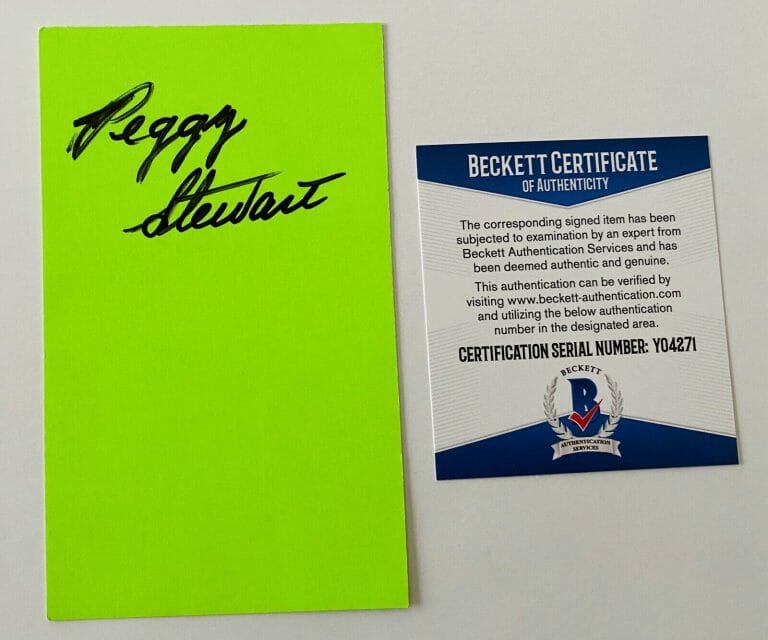 Peggy
Stewart
BECKETT CERTIFICATE
OF AUTHENTICITY
The corresponding signed item has been
subjected to examination by an expert from
Beckett Authentication Services and has
been deemed authentic and genuine.
This authentication can be verified by
visiting www.beckett-authentication.com
and utilizing the below authentication
number in the designated area.
CERTIFICATION SERIAL NUMBER: Y04271
BECKETT
B
AUTHENTICATION
SERVICES